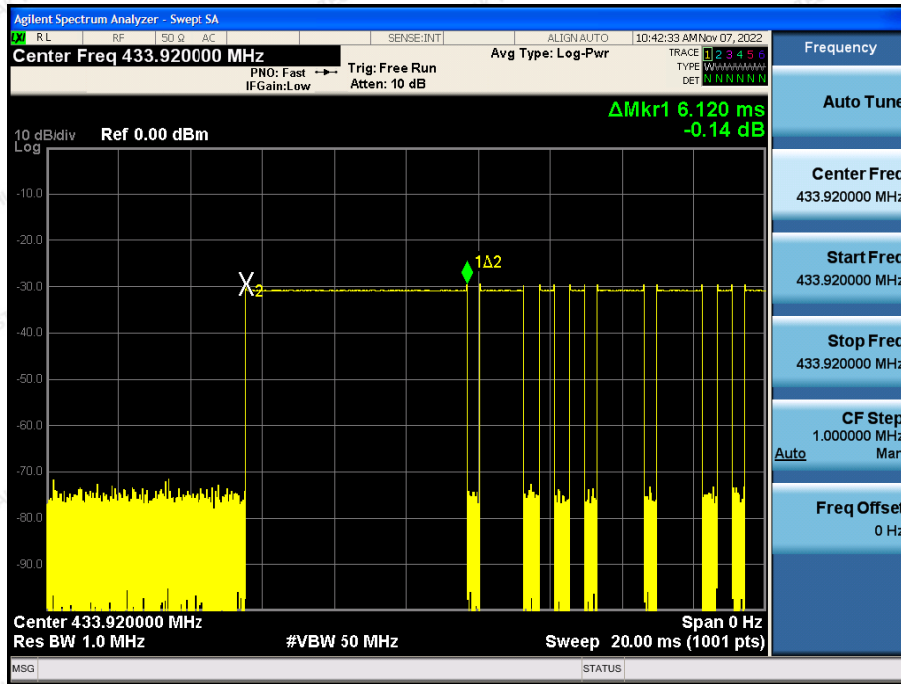 Agilent Spectrum Analyzer - Swept SA
LXI RL RF 50 Ω AC SENSE:INT ALIGN AUTO 10:42:33 AM Nov 07, 2022
Center Freq 433.920000 MHz
PNO: Fast
IFGain:Low
Trig: Free Run
Atten: 10 dB
Avg Type: Log-Pwr
TRACE 1 2 3 4 5 6
TYPE W
DET N N N N N N
ΔMkr1 6.120 ms
-0.14 dB
10 dB/div Ref 0.00 dBm
Log
-10.0
-20.0
-30.0
-40.0
-50.0
-60.0
-70.0
-80.0
-90.0
X2
1Δ2
Center 433.920000 MHz
Span 0 Hz
Res BW 1.0 MHz
#VBW 50 MHz
Sweep 20.00 ms (1001 pts)
MSG
STATUS
Frequency
Auto Tune
Center Freq
433.920000 MHz
Start Freq
433.920000 MHz
Stop Freq
433.920000 MHz
CF Step
1.000000 MHz
Auto Man
Freq Offset
0 Hz